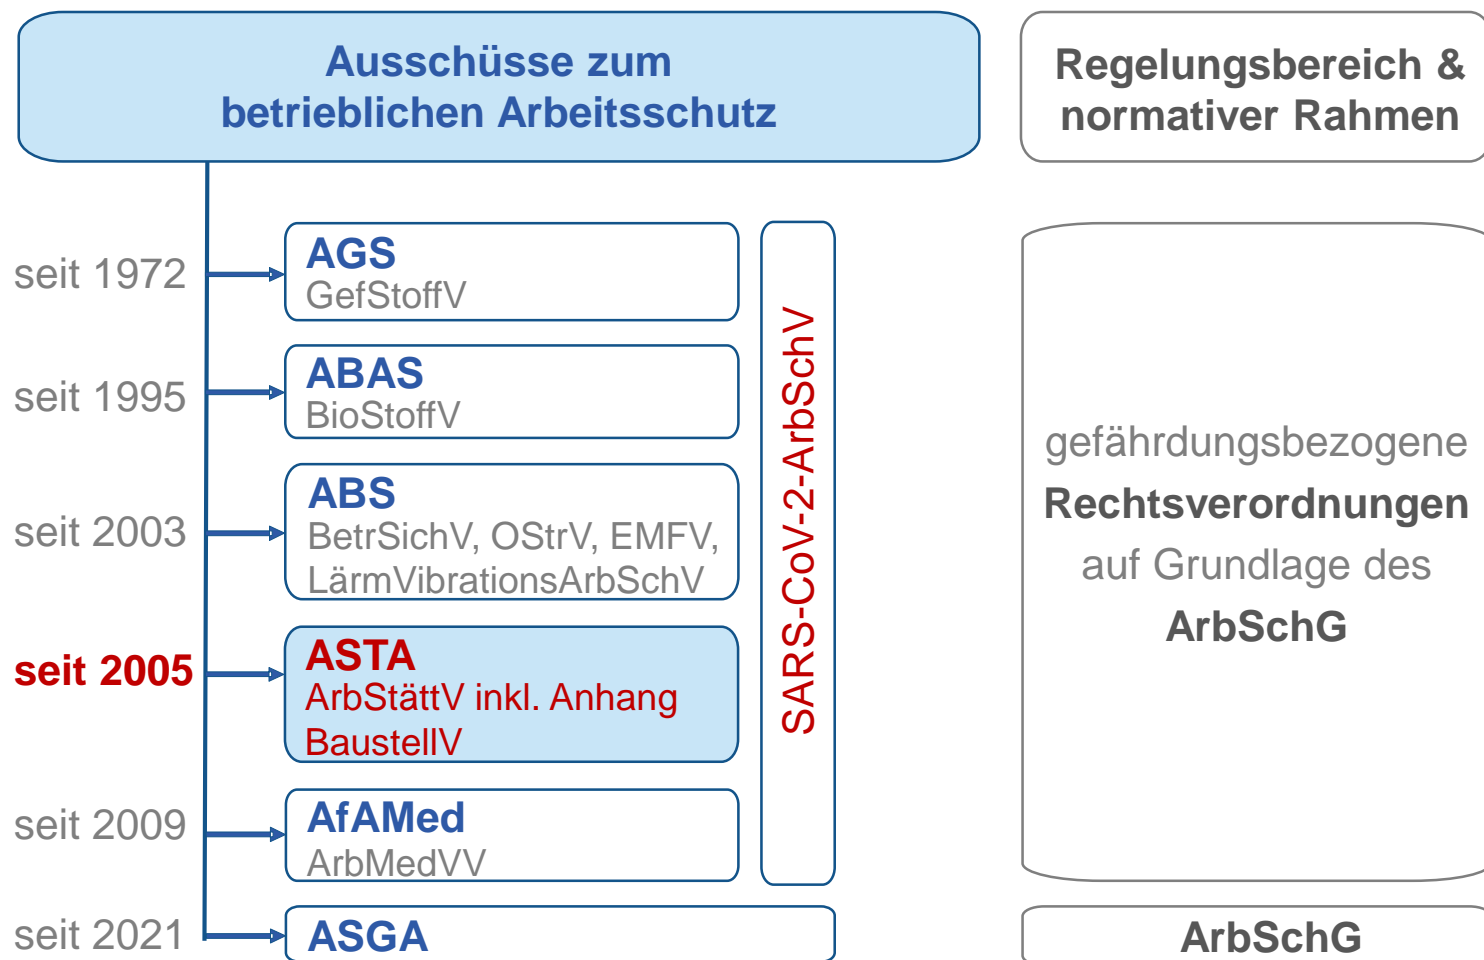 Ausschüsse zum
betrieblichen Arbeitsschutz
Regelungsbereich &
normativer Rahmen
seit 1972
AGS
GefStoffV
seit 1995
ABAS
BioStoffV
seit 2003
ABS
BetrSichV, OStrV, EMFV,
LärmVibrationsArbSchV
seit 2005
ASTA
ArbStättV inkl. Anhang
BaustellV
seit 2009
AfAMed
ArbMedVV
seit 2021
ASGA
SARS-CoV-2-ArbSchV
gefährdungsbezogene
Rechtsverordnungen
auf Grundlage des
ArbSchG
ArbSchG